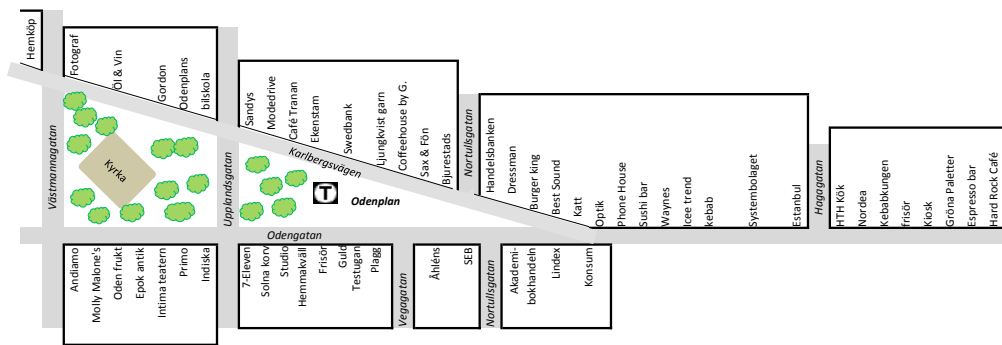 Hemköp
Fotograf
Öl & Vin
Gordon
Odenplans
bilskola
Sandys
Modedrive
Café Tranan
Ekenstam
Swedbank
Ljungkvist garn
Coffeehouse by G.
Sax & Fön
Bjurrestads
Handelsbanken
Dressman
Burger king
Best Sound
Katt
Optik
Phone House
Sushi bar
Waynes
Icee trend
kebab
Systembolaget
Estanbul
HTH Kök
Nordea
Kebabkungen
frisör
Kiosk
Gröna Paletter
Espresso bar
Hard Rock Café
Västmannagatan
Upplandsgatan
Karlbergsvägen
Nortullsgatan
Hagagatan
Kyrka
T
Odenplan
Odengatan
Andiamo
Molly Malone's
Oden frukt
Epok antik
Intima teatern
Primo
Indiska
7-Eleven
Solna korv
Studio
Hemmakväll
Frisör
Guld
Testugan
Plagg
Vegagatan
Åhléns
SEB
Nortullsgatan
Akademi-
bokhandeln
Lindex
Konsum